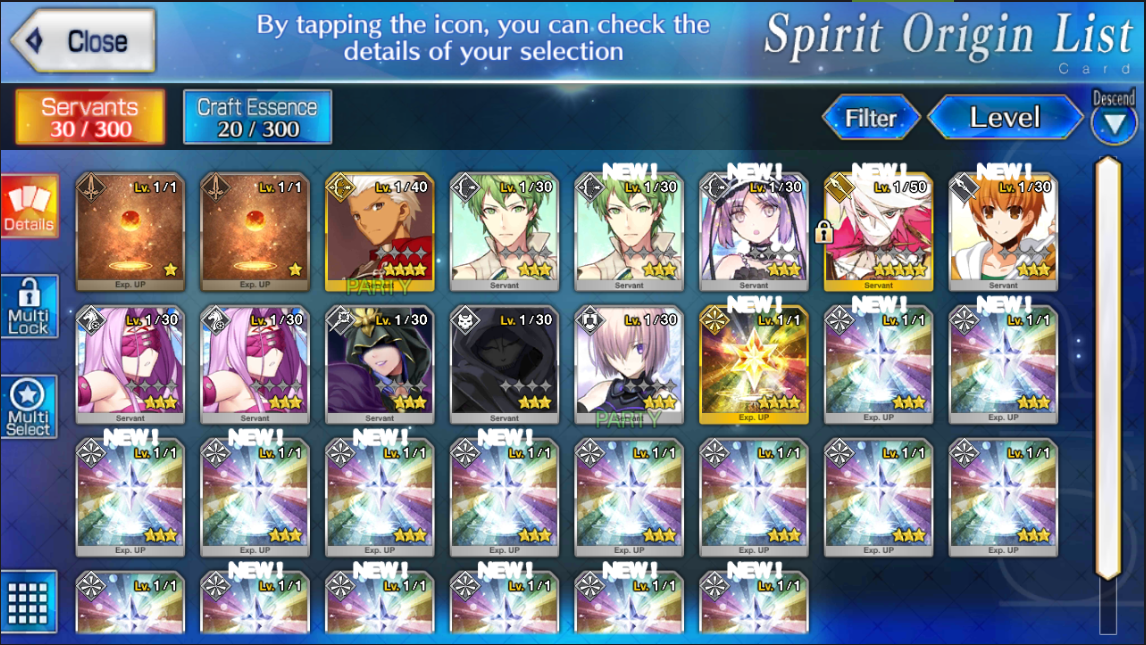 Close
By tapping the icon, you can check the
details of your selection
Spirit Origin List
Card
Servants
30 / 300
Craft Essence
20 / 300
Filter
Level
Descend
Details
Multi
Lock
Multi
Select
NEW! NEW! NEW! NEW!
Lv. 1/1 Lv. 1/1 Lv. 1/40 Lv. 1/30 Lv. 1/30 Lv. 1/30 Lv. 1/50 Lv. 1/30
Exp. UP Exp. UP PARTY Servant Servant Servant Servant Servant
NEW! NEW! NEW!
Lv. 1/30 Lv. 1/30 Lv. 1/30 Lv. 1/30 Lv. 1/30 Lv. 1/1 Lv. 1/1 Lv. 1/1
Servant Servant Servant Servant PARTY Exp. UP Exp. UP Exp. UP
NEW! NEW! NEW! NEW!
Lv. 1/1 Lv. 1/1 Lv. 1/1 Lv. 1/1 Lv. 1/1 Lv. 1/1 Lv. 1/1 Lv. 1/1
Exp. UP Exp. UP Exp. UP Exp. UP Exp. UP Exp. UP Exp. UP Exp. UP
NEW! NEW! NEW! NEW! NEW!
Lv. 1/1 Lv. 1/1 Lv. 1/1 Lv. 1/1 Lv. 1/1 Lv. 1/1